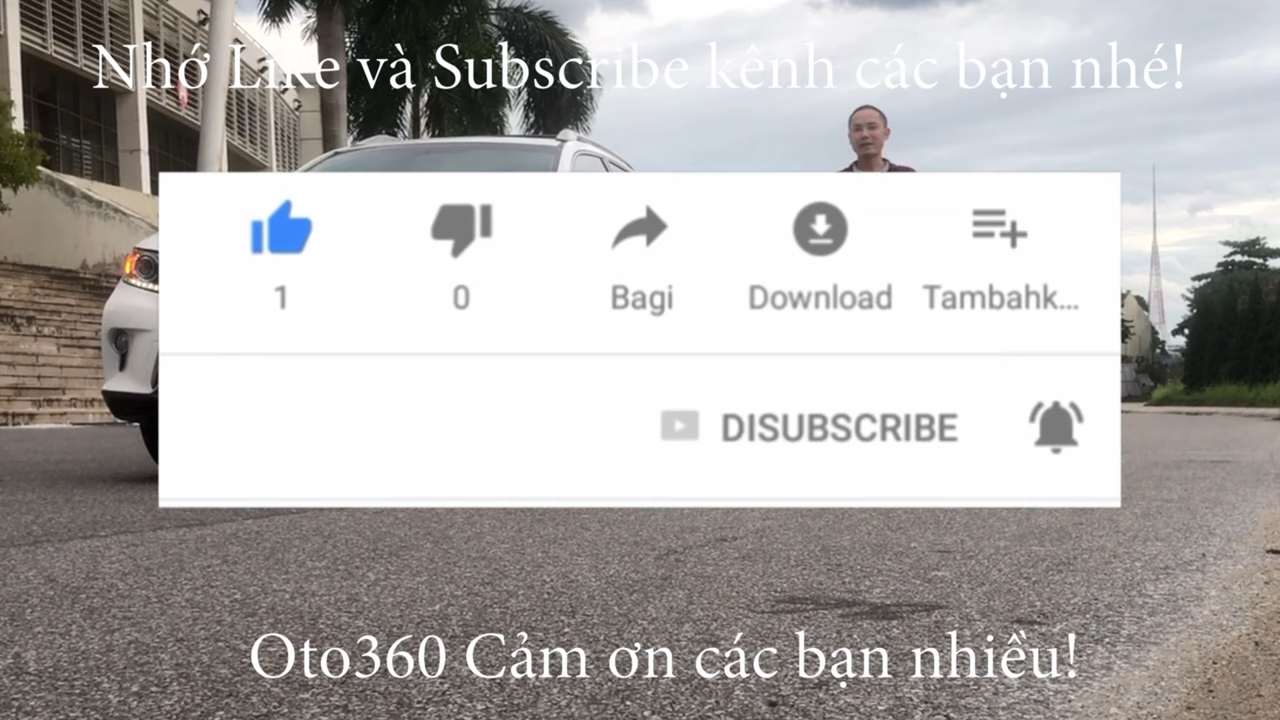 Nhớ Like và Subscribe kênh các bạn nhé!
1
0
Bagi
Download
Tambahk...
DISUBSCRIBE
Oto360 Cảm ơn các bạn nhiều!